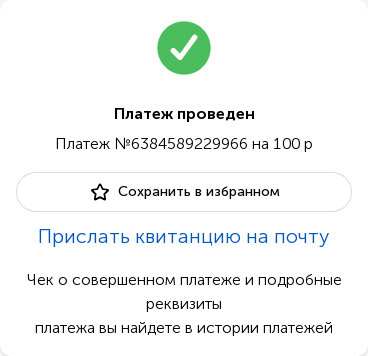 Платеж проведен
Платеж №6384589229966 на 100 р
Сохранить в избранном
Прислать квитанцию на почту
Чек о совершенном платеже и подробные
реквизиты
платежа вы найдете в истории платежей